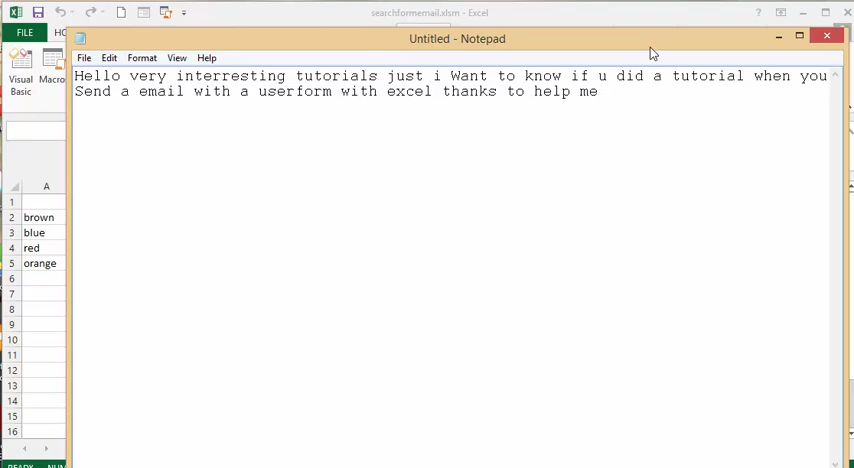 searchformemail.xlsm - Excel
FILE
HO
Untitled - Notepad
File Edit Format View Help
Visual Basic
Macro
Hello very interresting tutorials just i Want to know if u did a tutorial when you
Send a email with a userform with excel thanks to help me
A
1
2 brown
3 blue
4 red
5 orange
6
7
8
9
10
11
12
13
14
15
16
READY NUM